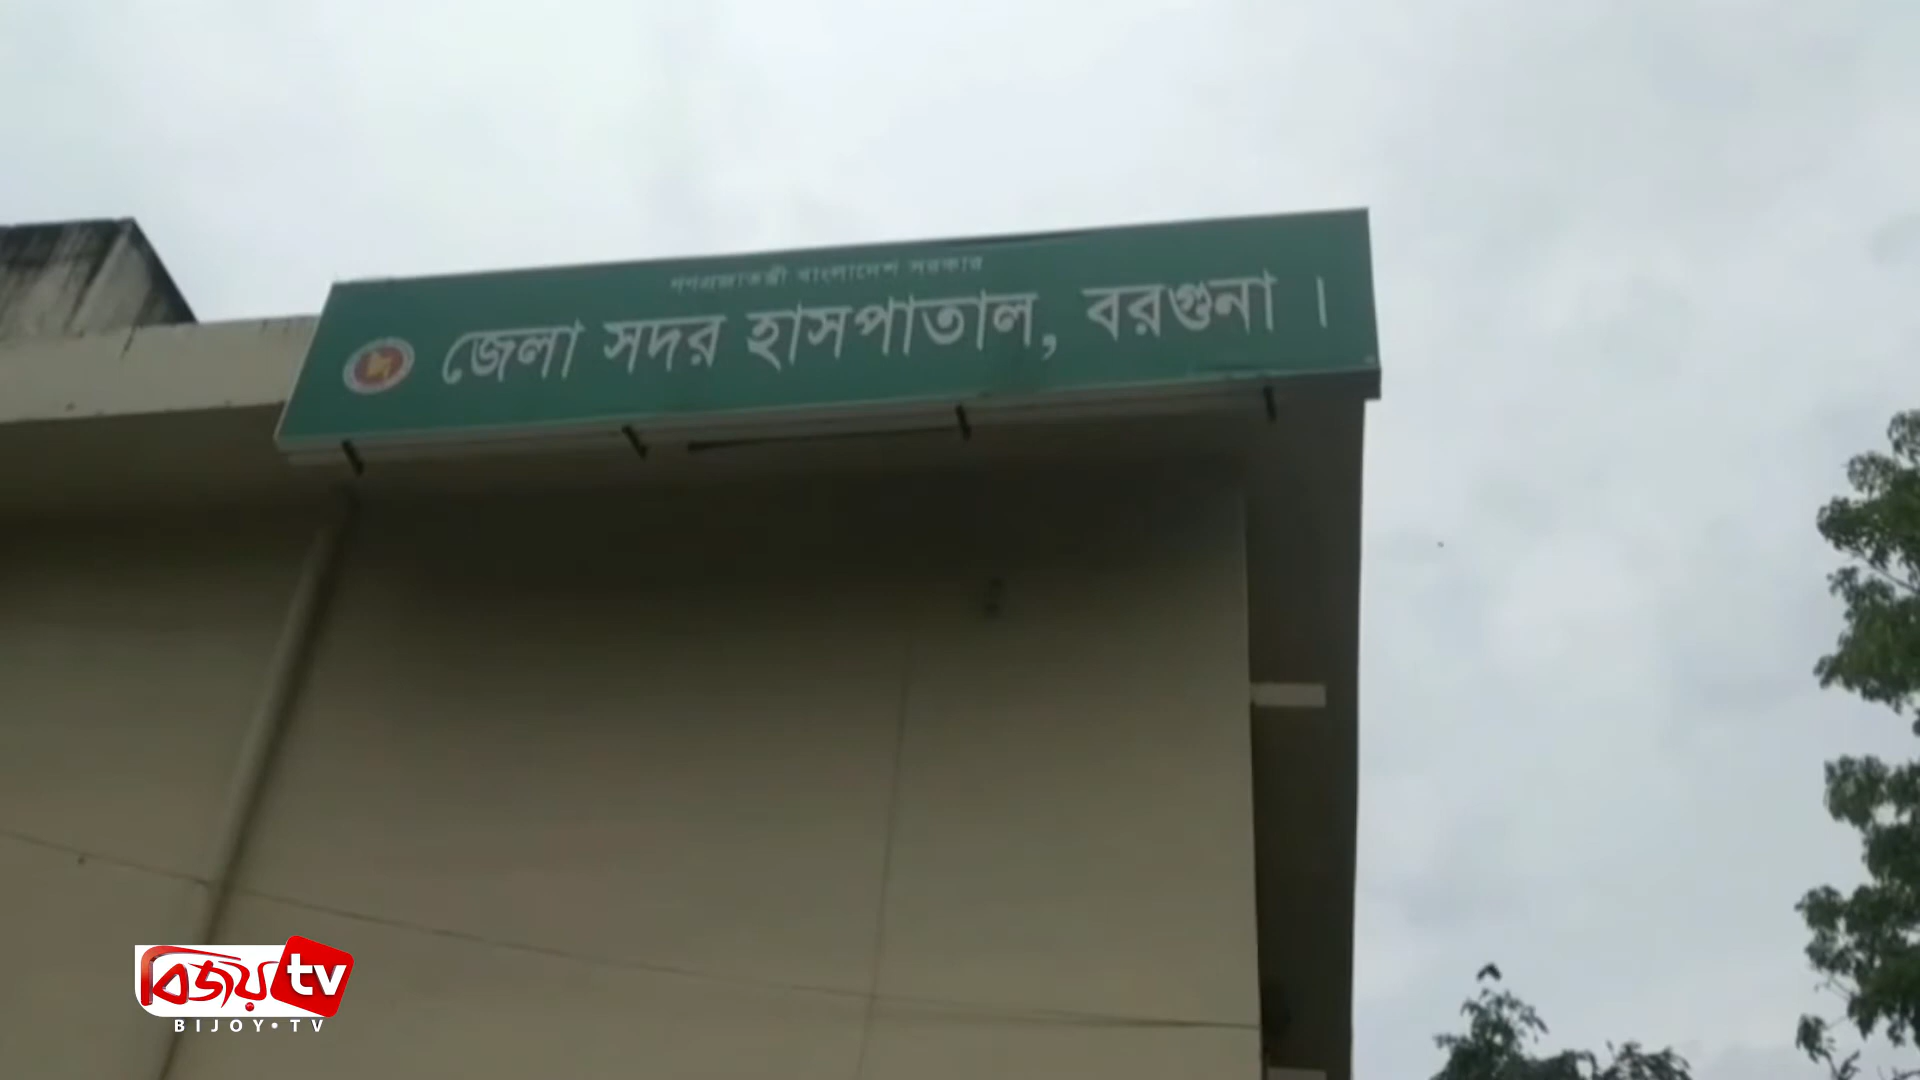 গণপ্রজাতন্ত্রী বাংলাদেশ সরকার
জেলা সদর হাসপাতাল, বরগুনা ।
বিজয় tv
BIJOY•TV